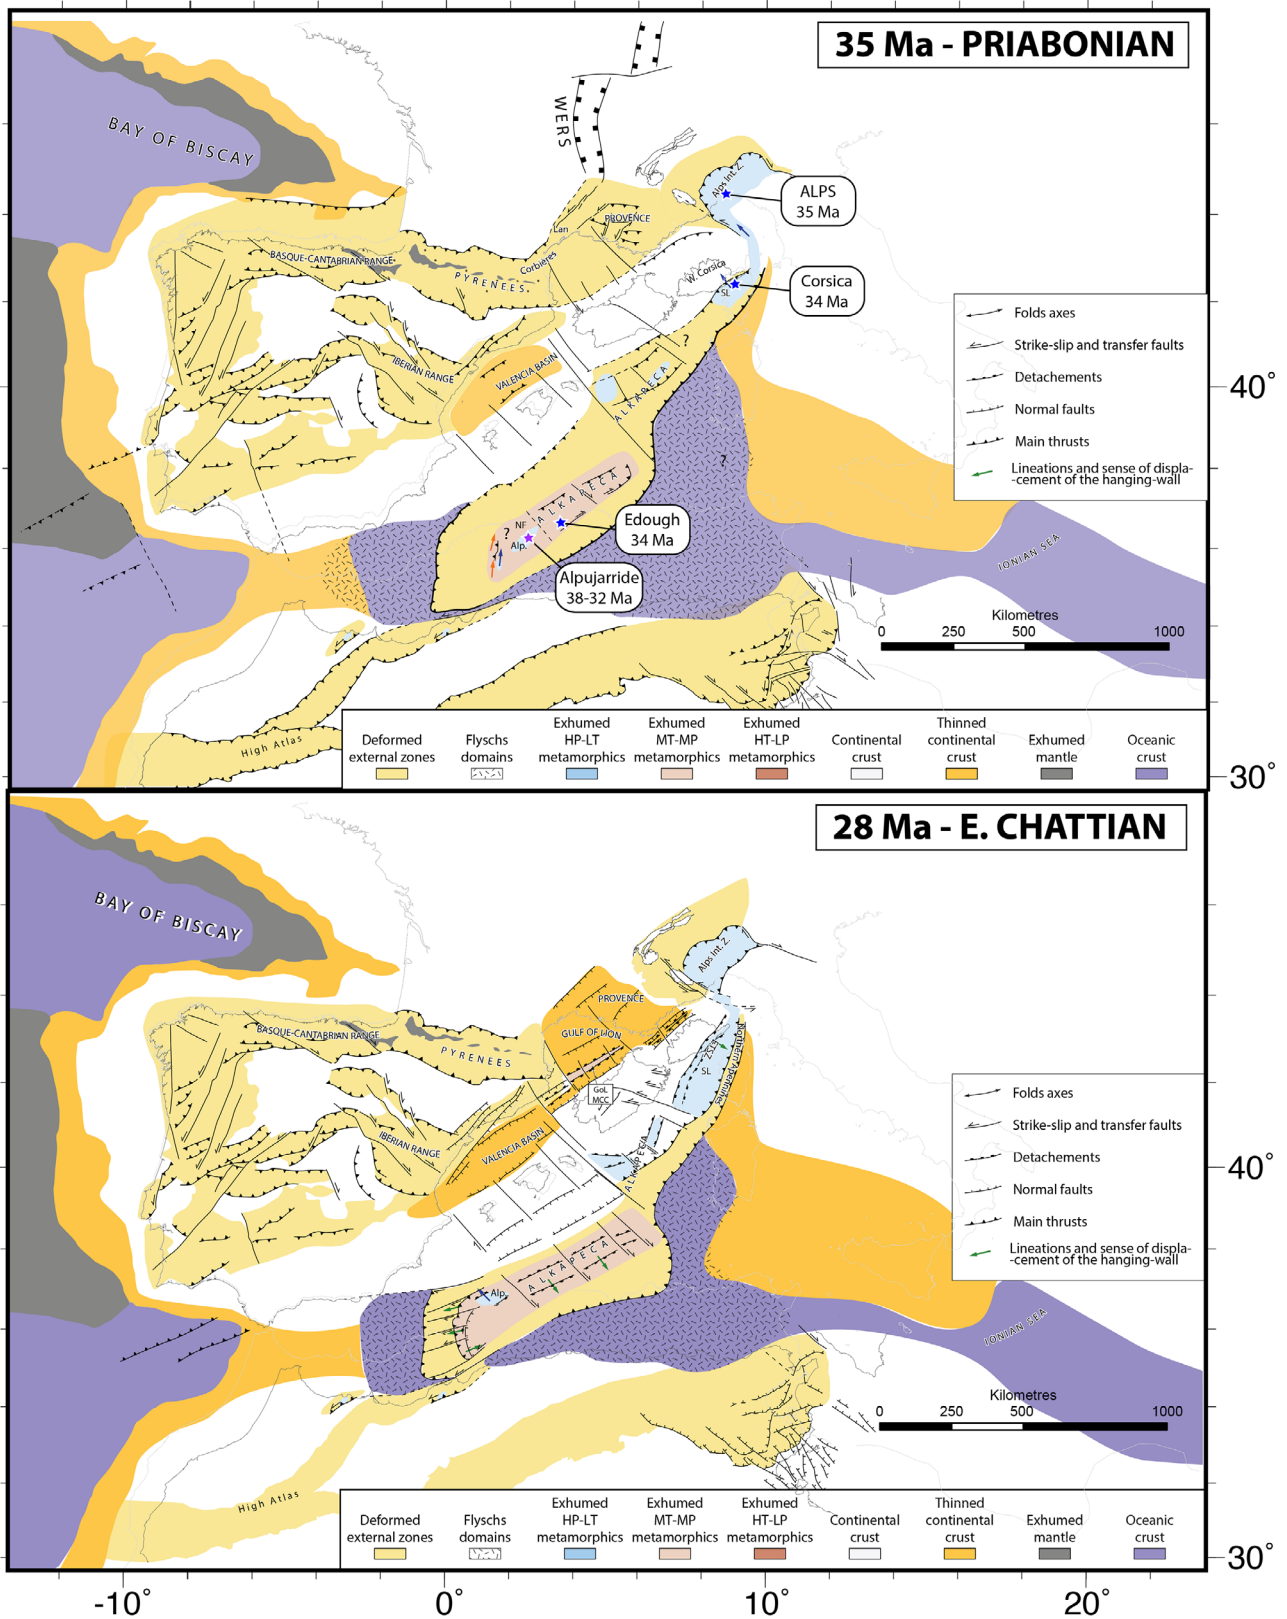 35 Ma - PRIABONIAN
BAY OF BISCAY
WERS
Alps Int. Z.
ALPS
35 Ma
PROVENCE
Lan
BASQUE-CANTABRIAN RANGE
PYRENEES
Corbières
W. Corsica
SL
Corsica
34 Ma
?
IBERIAN RANGE
VALENCIA BASIN
ALKAPECA
?
ALKAPECA
NF
?
Alp.
Edough
34 Ma
Alpujarride
38-32 Ma
IONIAN SEA
High Atlas
Folds axes
Strike-slip and transfer faults
Detachements
Normal faults
Main thrusts
Lineations and sense of displa-
-cement of the hanging-wall
Kilometres
0 250 500 1000
40°
30°
Deformed
external zones
Flyschs
domains
Exhumed
HP-LT
metamorphics
Exhumed
MT-MP
metamorphics
Exhumed
HT-LP
metamorphics
Continental
crust
Thinned
continental
crust
Exhumed
mantle
Oceanic
crust
28 Ma - E. CHATTIAN
BAY OF BISCAY
Alps Int. Z.
PROVENCE
GULF OF LION
BASQUE-CANTABRIAN RANGE
PYRENEES
GoL
MCC
SL
Northern Apennines
IBERIAN RANGE
VALENCIA BASIN
ALKAPECA
ALKAPECA
Alp.
IONIAN SEA
High Atlas
Folds axes
Strike-slip and transfer faults
Detachements
Normal faults
Main thrusts
Lineations and sense of displa-
-cement of the hanging-wall
Kilometres
0 250 500 1000
40°
30°
Deformed
external zones
Flyschs
domains
Exhumed
HP-LT
metamorphics
Exhumed
MT-MP
metamorphics
Exhumed
HT-LP
metamorphics
Continental
crust
Thinned
continental
crust
Exhumed
mantle
Oceanic
crust
-10° 0° 10° 20°